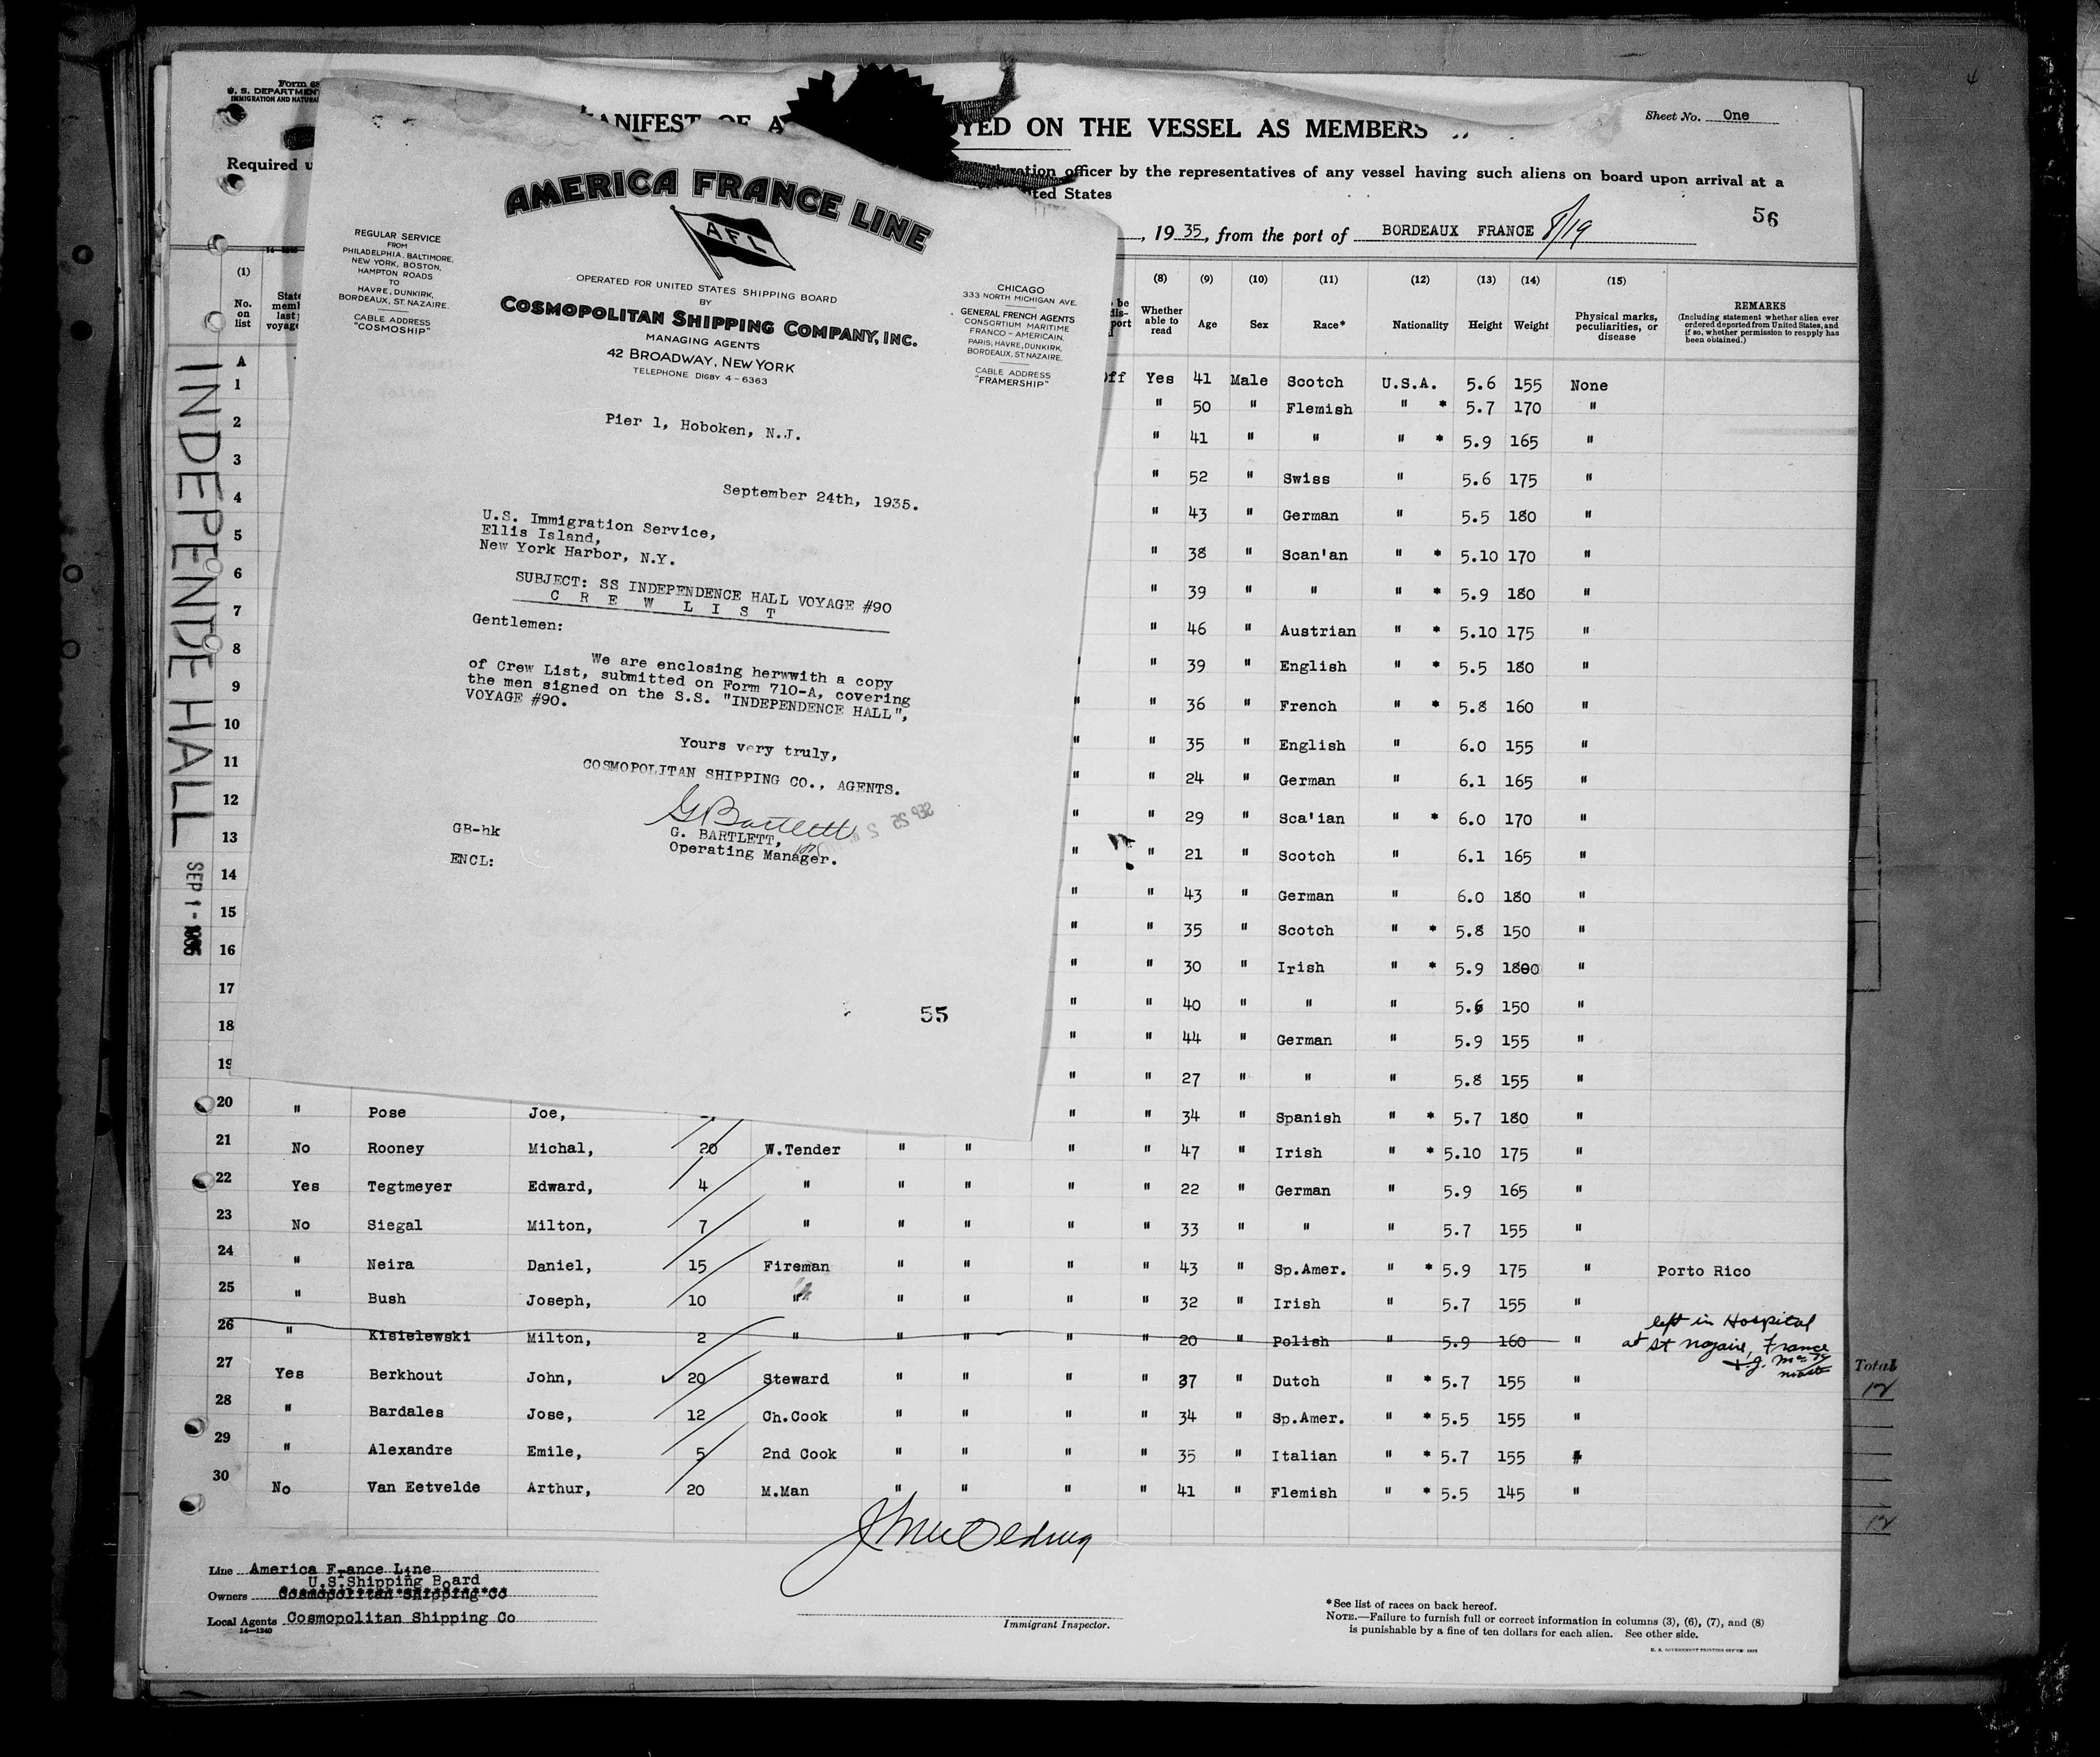 Form 68
U. S. DEPARTMEN
IMMIGRATION AND NATURA
Sheet No. One
ANIFEST OF A YED ON THE VESSEL AS MEMBERS
Required u
ation officer by the representatives of any vessel having such aliens on board upon arrival at a
ted States
56
, 1935, from the port of BORDEAUX FRANCE 8/19
AMERICA FRANCE LINE
AFL
REGULAR SERVICE
FROM
PHILADELPHIA, BALTIMORE,
NEW YORK, BOSTON,
HAMPTON ROADS
TO
HAVRE, DUNKIRK,
BORDEAUX, ST. NAZAIRE.
CABLE ADDRESS
"COSMOSHIP"
OPERATED FOR UNITED STATES SHIPPING BOARD
BY
COSMOPOLITAN SHIPPING COMPANY, INC.
MANAGING AGENTS
42 BROADWAY, NEW YORK
TELEPHONE DIGBY 4-6363
CHICAGO
333 NORTH MICHIGAN AVE.
GENERAL FRENCH AGENTS
CONSORTIUM MARITIME
FRANCO-AMERICAIN,
PARIS, HAVRE, DUNKIRK,
BORDEAUX, ST. NAZAIRE.
CABLE ADDRESS
"FRAMERSHIP"
Pier 1, Hoboken, N.J.
September 24th, 1935.
U.S. Immigration Service,
Ellis Island,
New York Harbor, N.Y.
SUBJECT: SS INDEPENDENCE HALL VOYAGE #90
C R E W L I S T
Gentlemen:
We are enclosing herwwith a copy
of Crew List, submitted on Form 710-A, covering
the men signed on the S.S. "INDEPENDENCE HALL",
VOYAGE #90.
Yours very truly,
COSMOPOLITAN SHIPPING CO., AGENTS.
G Bartlett
GB-hk
G. BARTLETT,
Operating Manager.
ENCL:
55
INDEPENDENCE HALL
SEP 1 - 1935
(1) (8) (9) (10) (11) (12) (13) (14) (15)
No. on list
Whether able to read
Age
Sex
Race*
Nationality
Height
Weight
Physical marks, peculiarities, or disease
REMARKS
(Including statement whether alien ever ordered deported from United States, and if so, whether permission to reapply has been obtained.)
A
1
2
3
4
5
6
7
8
9
10
11
12
13
14
15
16
17
18
19
off Yes 41 Male Scotch U.S.A. 5.6 155 None
" 50 " Flemish " * 5.7 170 "
" 41 " " " * 5.9 165 "
" 52 " Swiss " 5.6 175 "
" 43 " German " 5.5 180 "
" 38 " Scan'an " * 5.10 170 "
" 39 " " " * 5.9 180 "
" 46 " Austrian " * 5.10 175 "
" " 39 " English " * 5.5 180 "
" " 36 " French " * 5.8 160 "
" " 35 " English " 6.0 155 "
" " 24 " German " 6.1 165 "
" " 29 " Sca'ian " * 6.0 170 "
" " 21 " Scotch " 6.1 165 "
" " 43 " German " 6.0 180 "
" " 35 " Scotch " * 5.8 150 "
" " 30 " Irish " * 5.9 1800 "
" " 40 " " " 5.6 150 "
" " 44 " German " 5.9 155 "
" " 27 " " " 5.8 155 "
20 " Pose Joe, " " 34 " Spanish " * 5.7 180 "
21 No Rooney Michal, 20 W.Tender " " " " 47 " Irish " * 5.10 175 "
22 Yes Tegtmeyer Edward, 4 " " " " " 22 " German " 5.9 165 "
23 No Siegal Milton, 7 " " " " " 33 " " " 5.7 155 "
24 " Neira Daniel, 15 Fireman " " " " 43 " Sp.Amer. " * 5.9 175 " Porto Rico
25 " Bush Joseph, 10 " " " " " 32 " Irish " 5.7 155 "
26 " Kisielewski Milton, 2 " " " " " 20 " Polish " 5.9 160 " left in Hospital
at St Nazaire, France
27 Yes Berkhout John, 20 Steward " " " " 37 " Dutch " * 5.7 155 "
28 " Bardales Jose, 12 Ch.Cook " " " " 34 " Sp.Amer. " * 5.5 155 "
29 " Alexandre Emile, 5 2nd Cook " " " " 35 " Italian " * 5.7 155 "
30 No Van Eetvelde Arthur, 20 M.Man " " " " 41 " Flemish " * 5.5 145 "
Total
12
12
Line America France Line
U.S.Shipping Board
Owners Cosmopolitan Shipping Co
Local Agents Cosmopolitan Shipping Co
14-1240
Immigrant Inspector.
*See list of races on back hereof.
NOTE.—Failure to furnish full or correct information in columns (3), (6), (7), and (8)
is punishable by a fine of ten dollars for each alien. See other side.